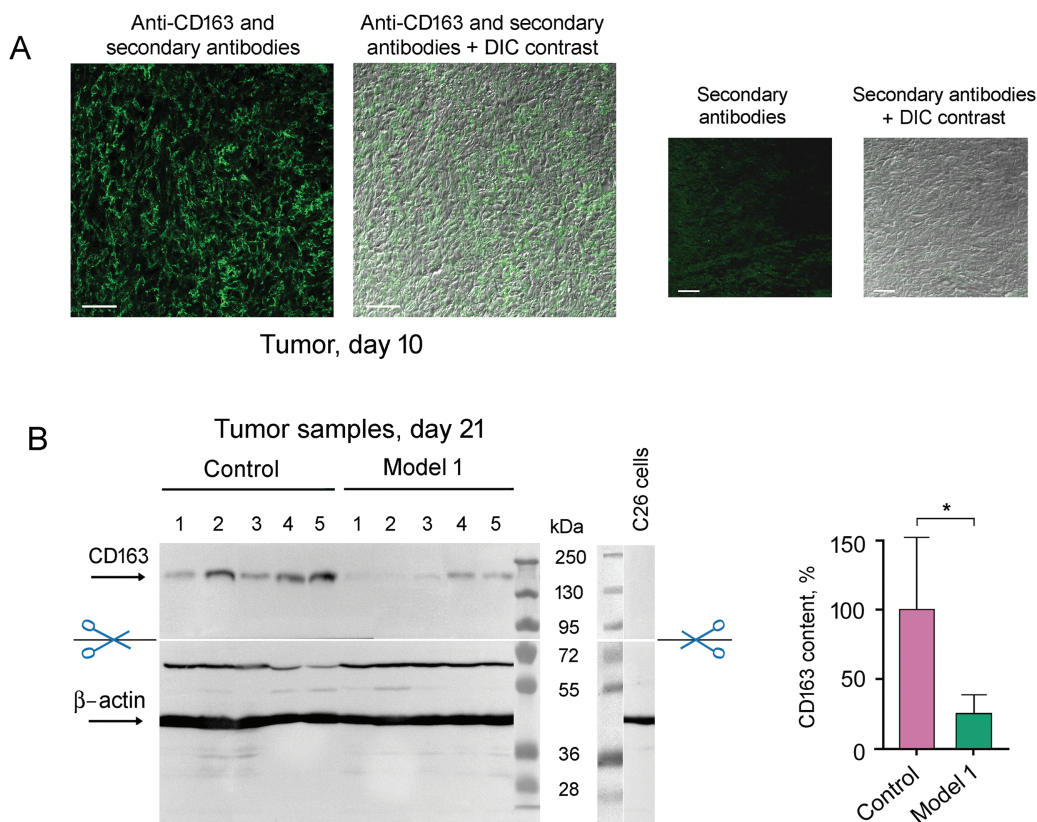 A
Anti-CD163 and
secondary antibodies
Anti-CD163 and secondary
antibodies + DIC contrast
Secondary
antibodies
Secondary antibodies
+ DIC contrast
Tumor, day 10
B
Tumor samples, day 21
Control
Model 1
1 2 3 4 5
1 2 3 4 5
kDa
C26 cells
CD163
β–actin
250
130
95
72
55
36
28
CD163 content, %
150
100
50
0
*
Control
Model 1